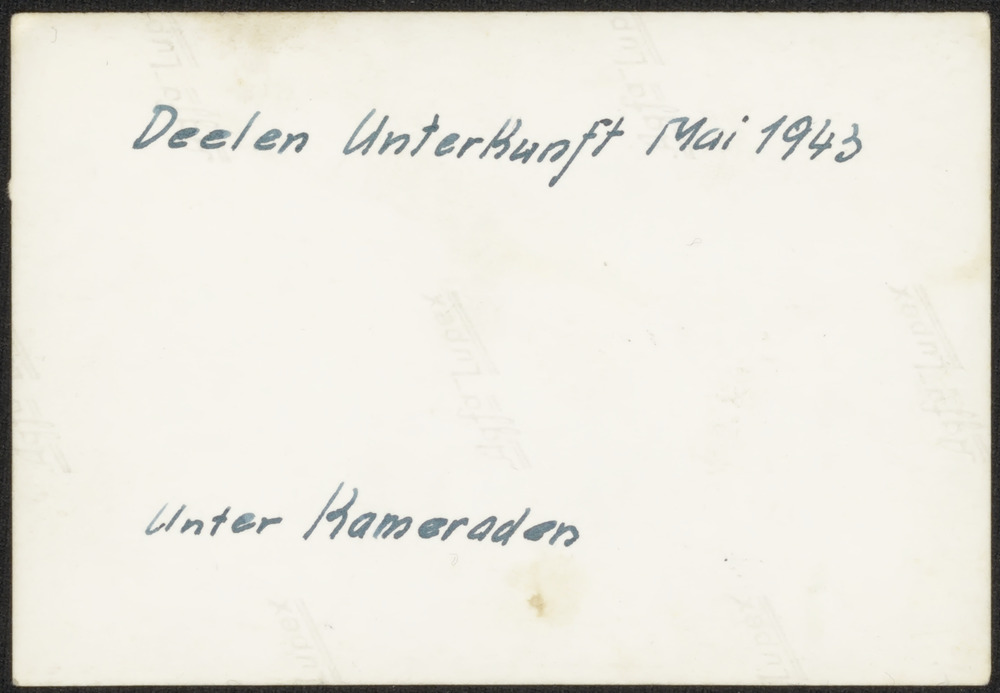 Deelen Unterkunft Mai 1943
Unter Kameraden